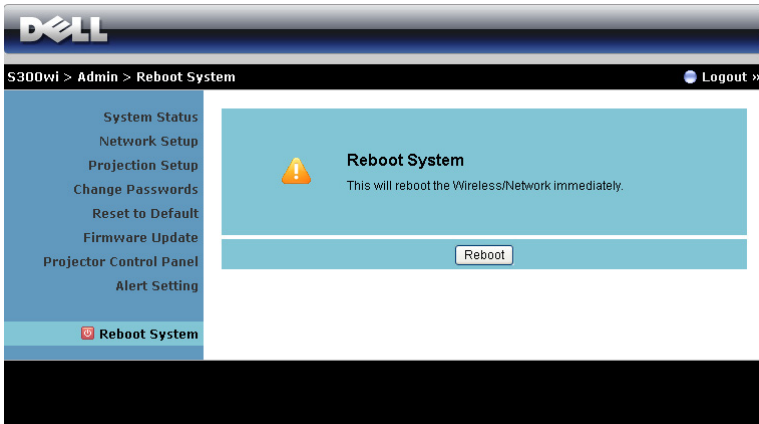 DELL
S300wi > Admin > Reboot System
Logout »
System Status
Network Setup
Projection Setup
Change Passwords
Reset to Default
Firmware Update
Projector Control Panel
Alert Setting
Reboot System
Reboot System
This will reboot the Wireless/Network immediately.
Reboot